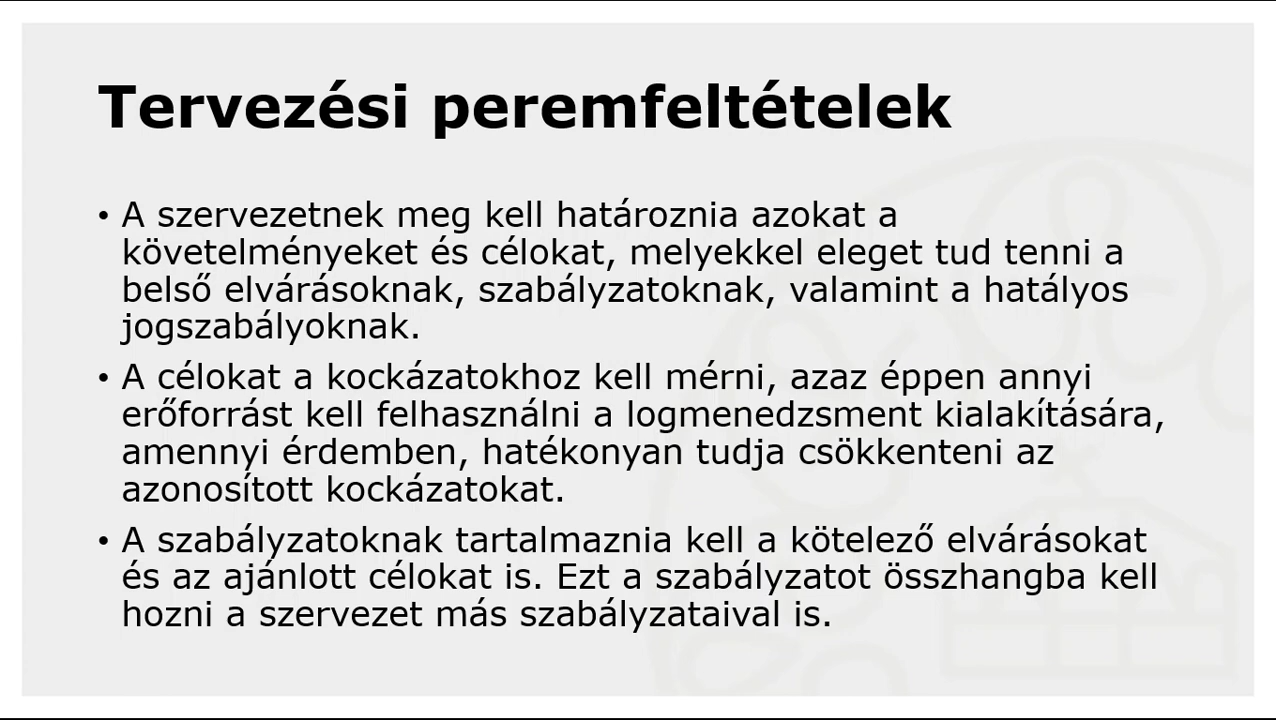 Tervezési peremfeltételek
• A szervezetnek meg kell határoznia azokat a
követelményeket és célokat, melyekkel eleget tud tenni a
belső elvárásoknak, szabályzatoknak, valamint a hatályos
jogszabályoknak.
• A célokat a kockázatokhoz kell mérni, azaz éppen annyi
erőforrást kell felhasználni a logmenedzsment kialakítására,
amennyi érdemben, hatékonyan tudja csökkenteni az
azonosított kockázatokat.
• A szabályzatoknak tartalmaznia kell a kötelező elvárásokat
és az ajánlott célokat is. Ezt a szabályzatot összhangba kell
hozni a szervezet más szabályzataival is.